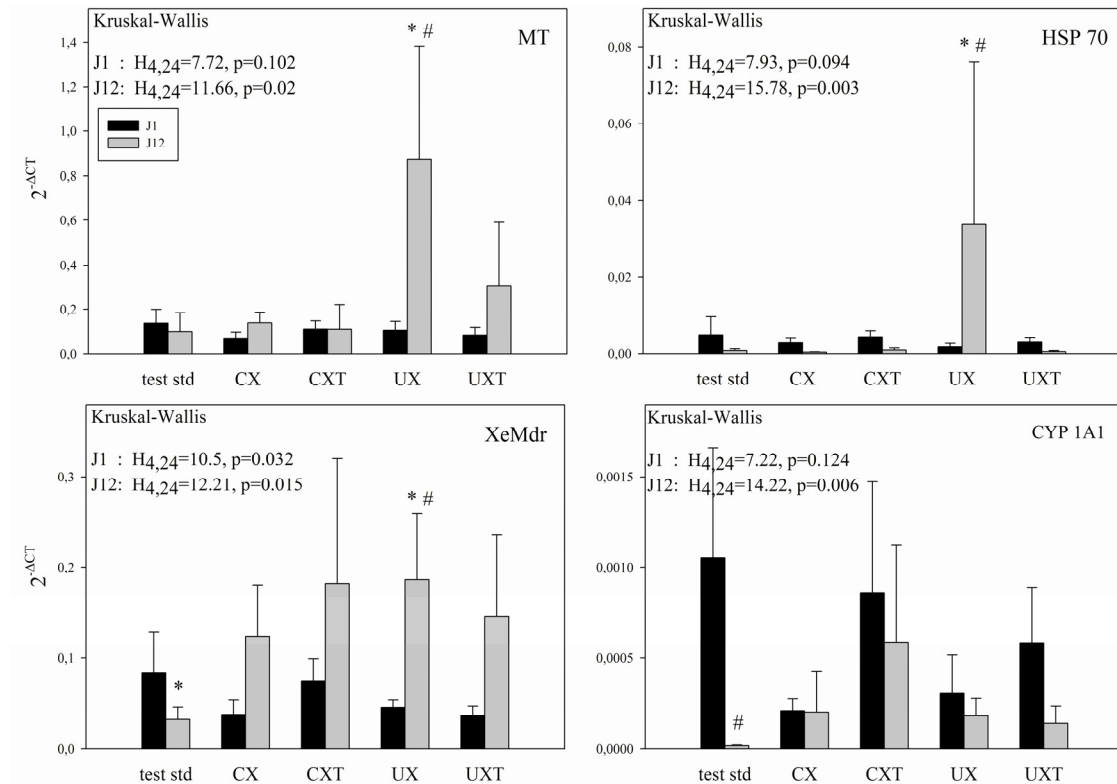 Kruskal-Wallis
MT
J1 : H4,24=7.72, p=0.102
J12: H4,24=11.66, p=0.02
* #
J1
J12
2-ΔCT
1,4
1,2
1,0
0,8
0,6
0,4
0,2
0,0
test std CX CXT UX UXT
Kruskal-Wallis
HSP 70
J1 : H4,24=7.93, p=0.094
J12: H4,24=15.78, p=0.003
* #
0,08
0,06
0,04
0,02
0,00
test std CX CXT UX UXT
Kruskal-Wallis
XeMdr
J1 : H4,24=10.5, p=0.032
J12: H4,24=12.21, p=0.015
* #
*
2-ΔCT
0,3
0,2
0,1
0,0
test std CX CXT UX UXT
Kruskal-Wallis
CYP 1A1
J1 : H4,24=7.22, p=0.124
J12: H4,24=14.22, p=0.006
#
0,0015
0,0010
0,0005
0,0000
test std CX CXT UX UXT